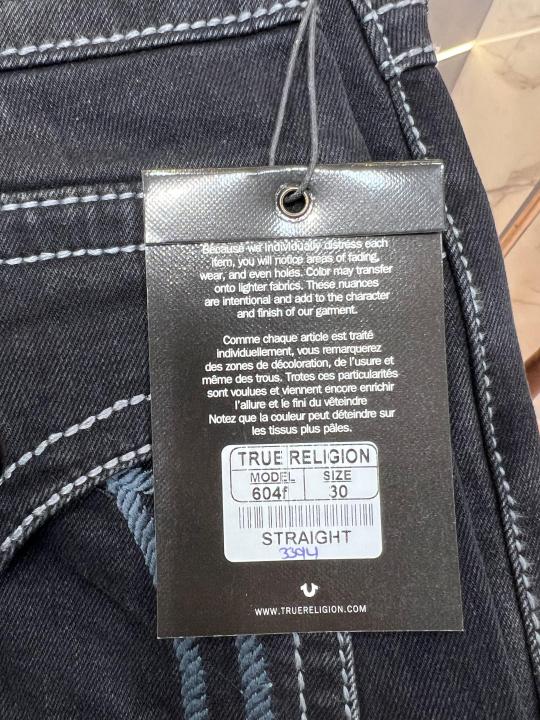 Because we individually distress each
item, you will notice areas of fading,
wear, and even holes. Color may transfer
onto lighter fabrics. These nuances
are intentional and add to the character
and finish of our garment.
Comme chaque article est traité
individuellement, vous remarquerez
des zones de décoloration, de l'usure et
même des trous. Trotes ces particularités
sont voulues et viennent encore enrichir
l'allure et le fini du vêteindre
Notez que la couleur peut déteindre sur
les tissus plus pâles.
TRUE RELIGION
MODEL SIZE
604f 30
STRAIGHT
3394
WWW.TRUERELIGION.COM